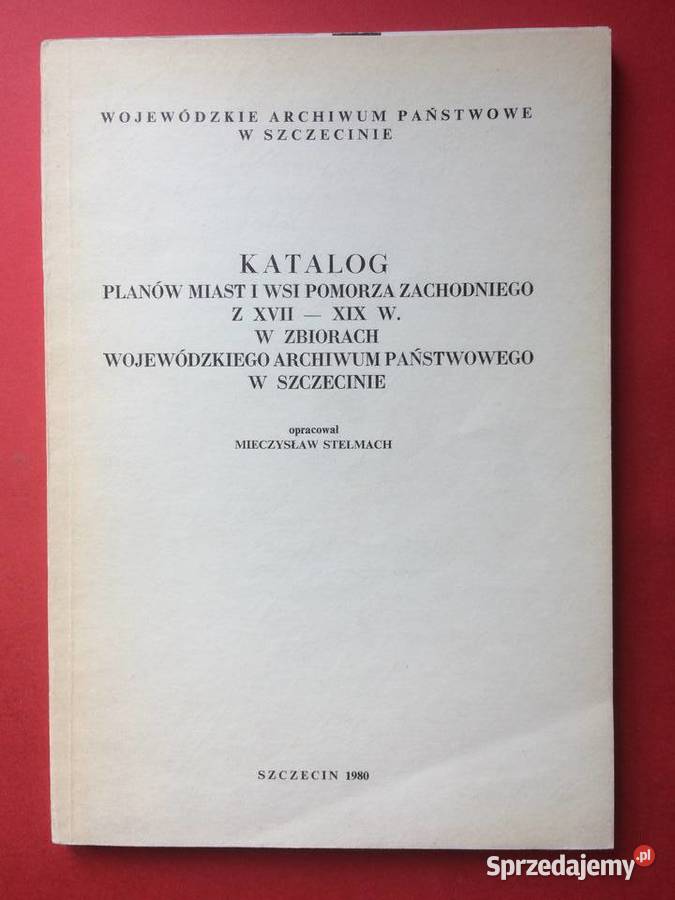 WOJEWÓDZKIE ARCHIWUM PAŃSTWOWE
W SZCZECINIE
KATALOG
PLANÓW MIAST I WSI POMORZA ZACHODNIEGO
Z XVII — XIX W.
W ZBIORACH
WOJEWÓDZKIEGO ARCHIWUM PAŃSTWOWEGO
W SZCZECINIE
opracował
MIECZYSŁAW STELMACH
SZCZECIN 1980
Sprzedajemy.pl